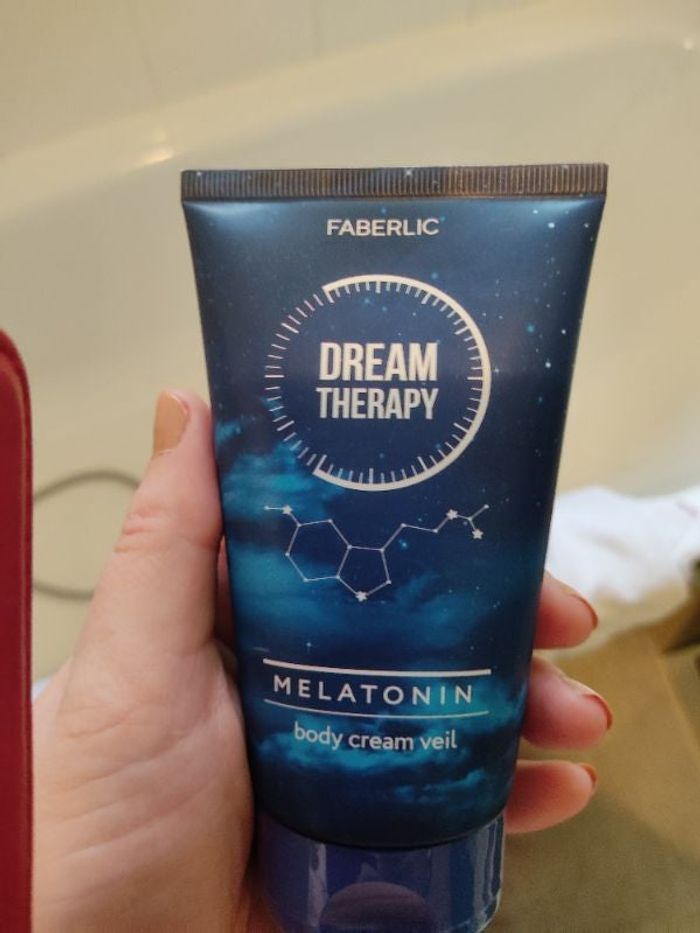 FABERLIC
DREAM
THERAPY
MELATONIN
body cream veil